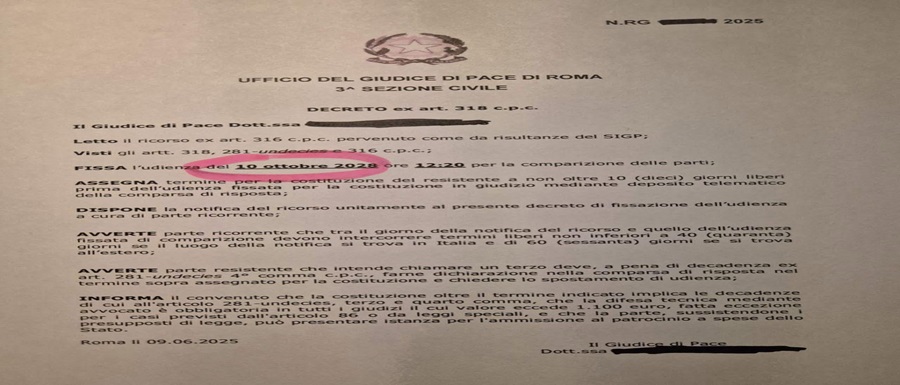 N.RG 2025
UFFICIO DEL GIUDICE DI PACE DI ROMA
3^ SEZIONE CIVILE
DECRETO ex art. 318 c.p.c.
Il Giudice di Pace Dott.ssa
Letto il ricorso ex art. 316 c.p.c. pervenuto come da risultanze del SIGP;
Visti gli artt. 318, 281-undecies e 316 c.p.c.;
FISSA l'udienza del 10 ottobre 2028 ore 12:20 per la comparizione delle parti;
ASSEGNA termine per la costituzione del resistente a non oltre 10 (dieci) giorni liberi
prima dell'udienza fissata per la costituzione in giudizio mediante deposito telematico
della comparsa di risposta;
DISPONE la notifica del ricorso unitamente al presente decreto di fissazione dell'udienza
a cura di parte ricorrente;
AVVERTE parte ricorrente che tra il giorno della notifica del ricorso e quello dell'udienza
fissata di comparizione devono intercorrere termini liberi non inferiori a 40 (quaranta)
giorni se il luogo della notifica si trova in Italia e di 60 (sessanta) giorni se si trova
all'estero;
AVVERTE parte resistente che intende chiamare un terzo deve, a pena di decadenza ex
art. 281-undecies 4° comma c.p.c., farne dichiarazione nella comparsa di risposta nel
termine sopra assegnato per la costituzione e chiedere lo spostamento di udienza;
INFORMA il convenuto che la costituzione oltre il termine indicato implica le decadenze
di cui all'articolo 281-undecies, terzo e quarto comma, che la difesa tecnica mediante
avvocato è obbligatoria in tutti i giudizi il cui valore eccede 1.100 euro, fatta eccezione
per i casi previsti dall'articolo 86 o da leggi speciali, e che la parte, sussistendone i
presupposti di legge, può presentare istanza per l'ammissione al patrocinio a spese dello
Stato.
Roma lì 09.06.2025
Il Giudice di Pace
Dott.ssa